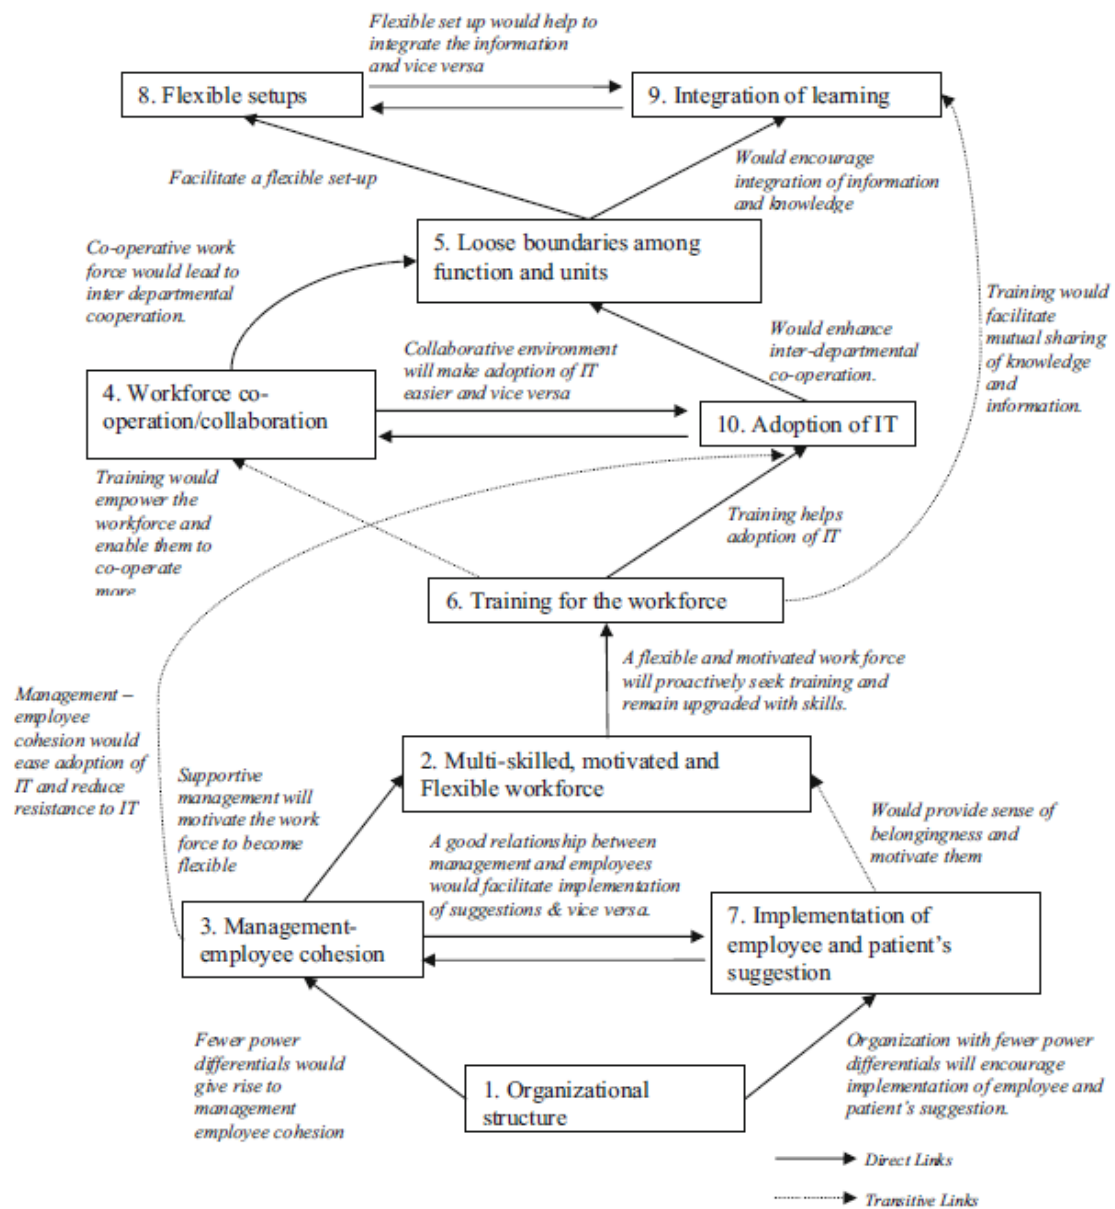 Flexible set up would help to
integrate the information
and vice versa
8. Flexible setups
9. Integration of learning
Facilitate a flexible set-up
Would encourage
integration of information
and knowledge
5. Loose boundaries among
function and units
Co-operative work
force would lead to
inter departmental
cooperation.
Training would
facilitate
mutual sharing
of knowledge
and
information.
Would enhance
inter-departmental
co-operation.
Collaborative environment
will make adoption of IT
easier and vice versa
4. Workforce co-
operation/collaboration
10. Adoption of IT
Training would
empower the
workforce and
enable them to
co-operate
more
Training helps
adoption of IT
6. Training for the workforce
A flexible and motivated work force
will proactively seek training and
remain upgraded with skills.
Management –
employee
cohesion would
ease adoption of
IT and reduce
resistance to IT
2. Multi-skilled, motivated and
Flexible workforce
Supportive
management will
motivate the work
force to become
flexible
Would provide sense of
belongingness and
motivate them
A good relationship between
management and employees
would facilitate implementation
of suggestions & vice versa.
3. Management-
employee cohesion
7. Implementation of
employee and patient's
suggestion
Fewer power
differentials would
give rise to
management
employee cohesion
Organization with fewer power
differentials will encourage
implementation of employee and
patient's suggestion.
1. Organizational
structure
Direct Links
Transitive Links